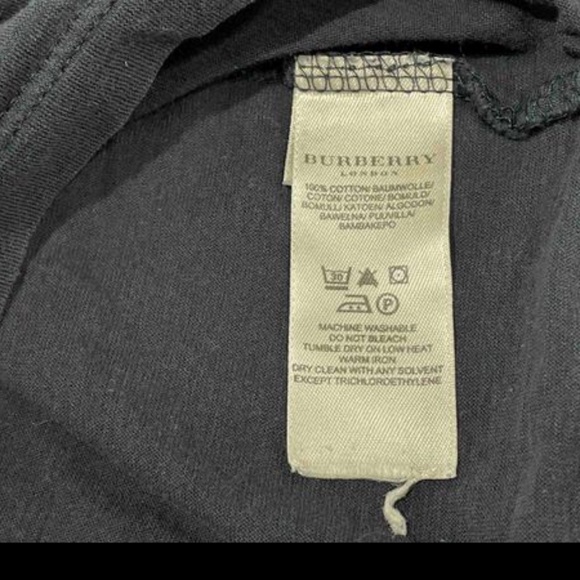 BURBERRY
LONDON
100% COTTON/BAUMWOLLE/
COTON/COTONE/BOMULD/
BOMULL/KATOEN/ALGODON/
BAWELNA/PUUVILLA/
BAMBAKEPO
30
P
MACHINE WASHABLE
DO NOT BLEACH
TUMBLE DRY ON LOW HEAT
WARM IRON
DRY CLEAN WITH ANY SOLVENT
EXCEPT TRICHLOROETHYLENE